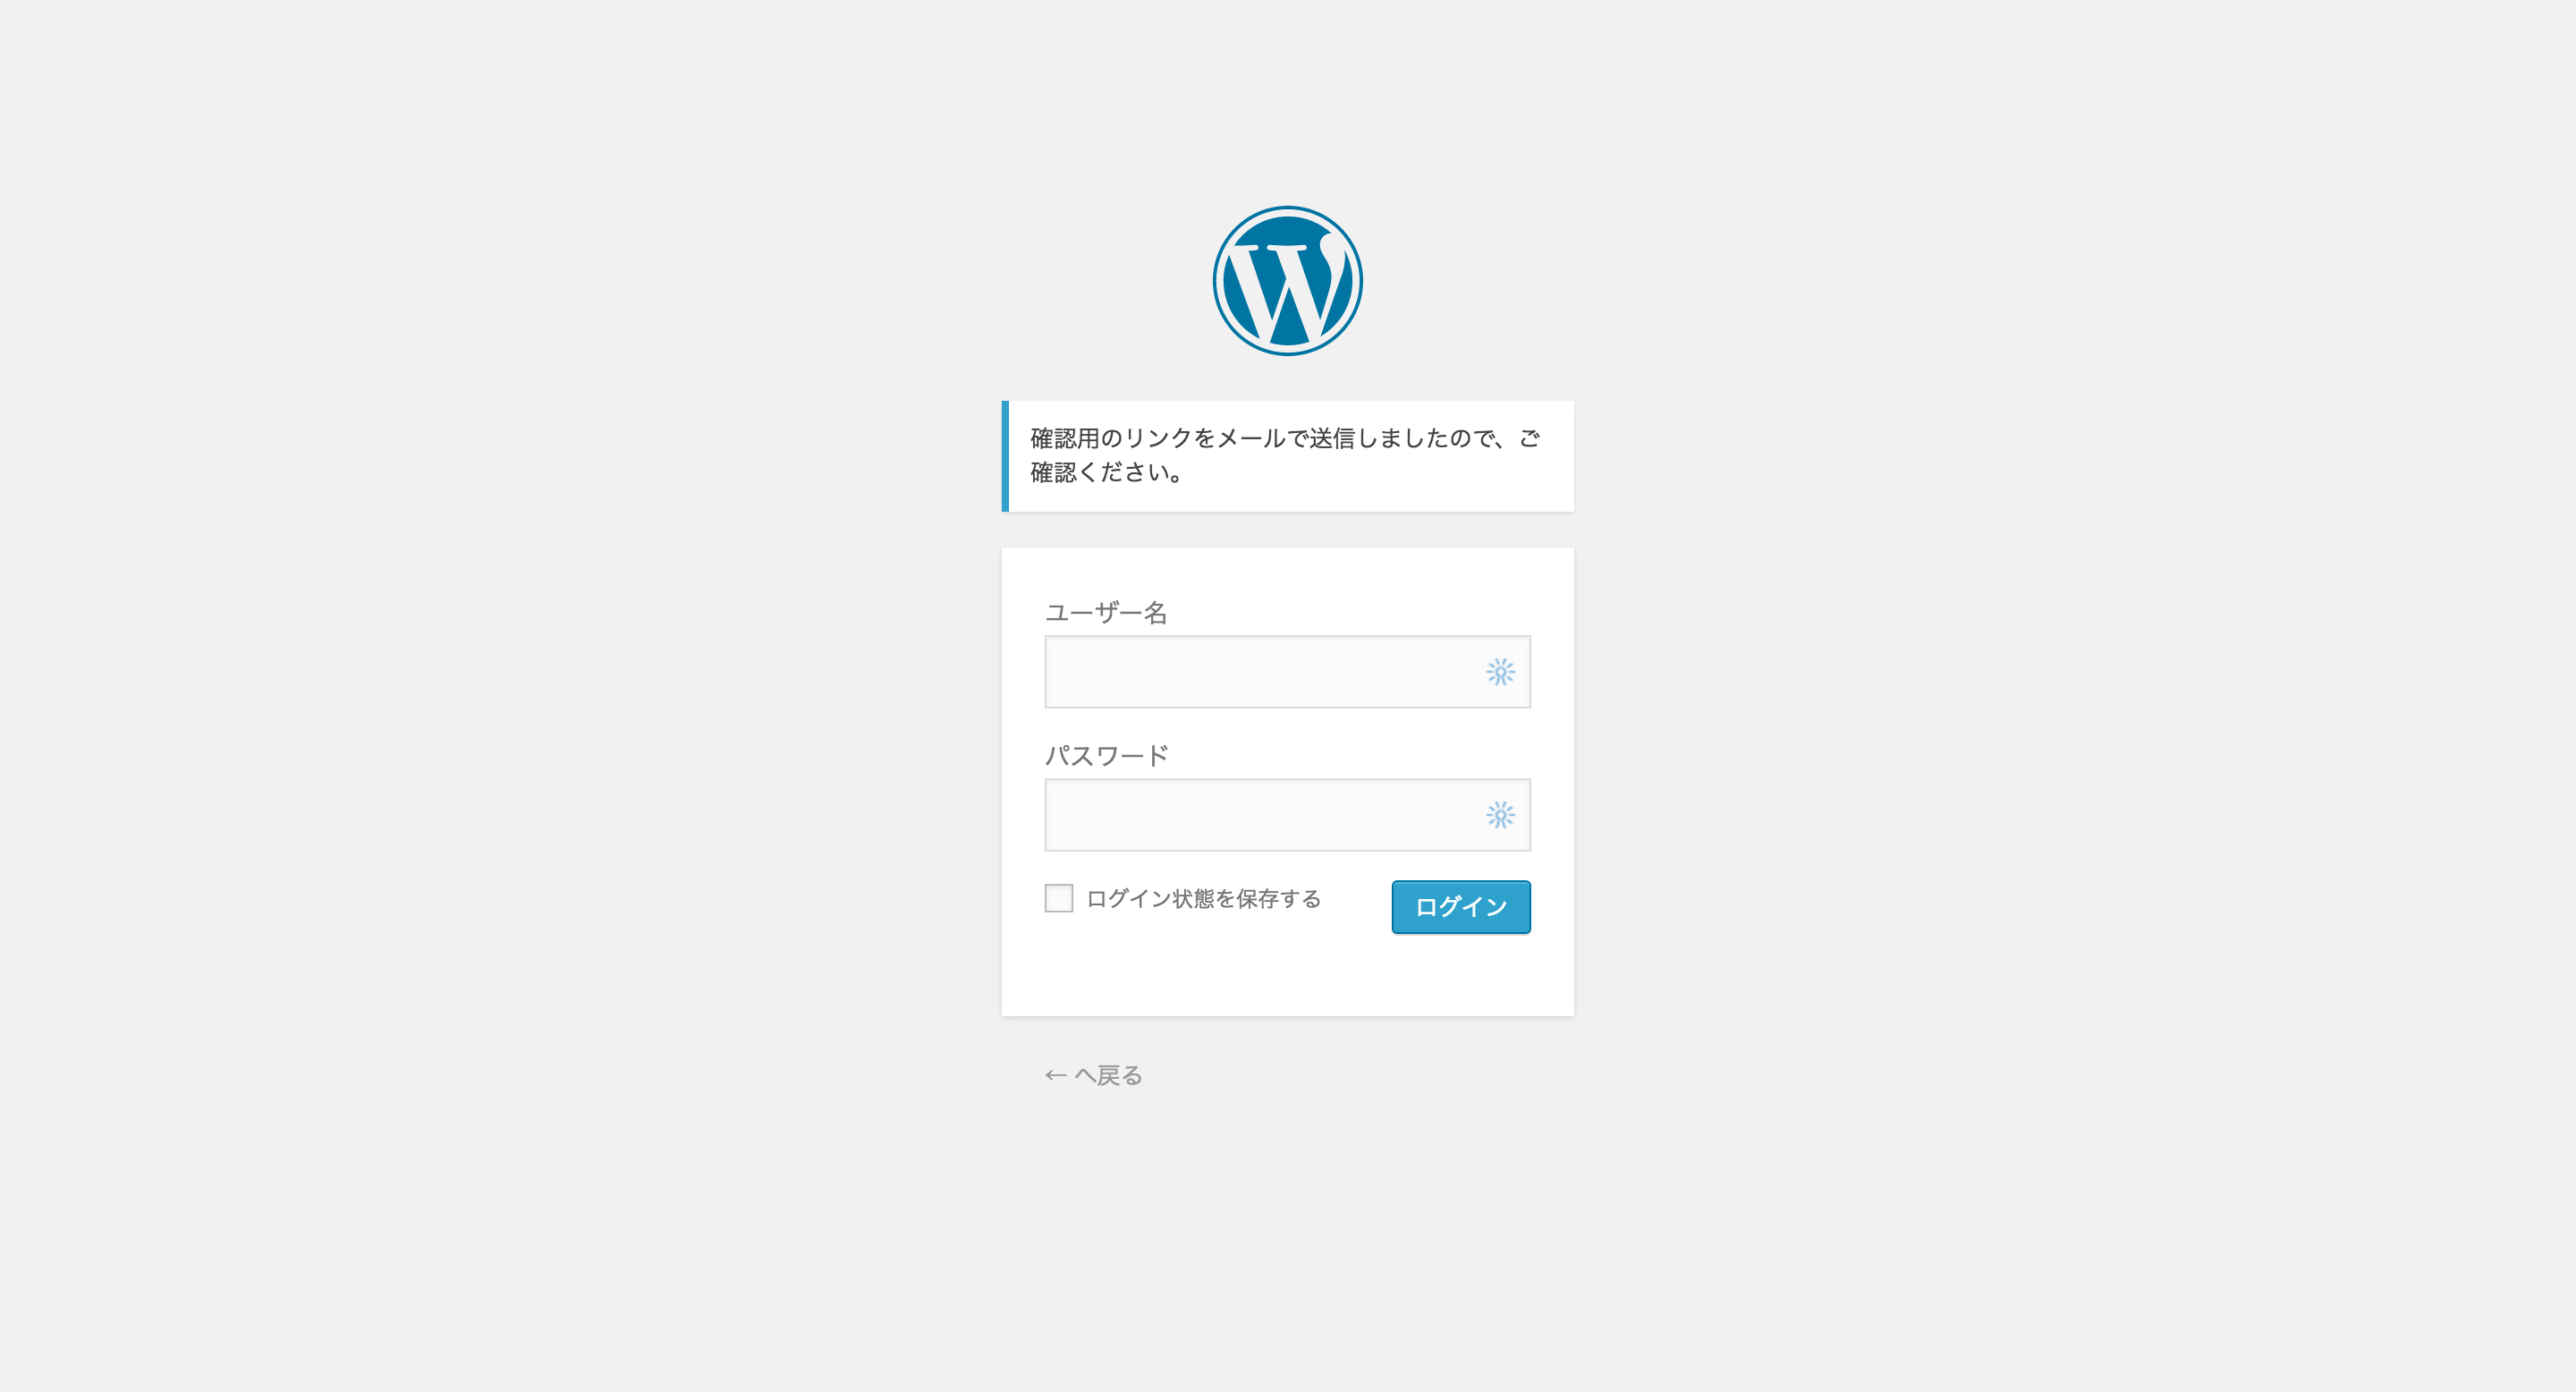 確認用のリンクをメールで送信しましたので、ご
確認ください。
ユーザー名
パスワード
ログイン状態を保存する
ログイン
← へ戻る